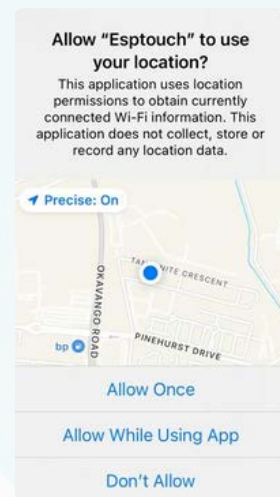 Allow “Esptouch” to use
your location?
This application uses location
permissions to obtain currently
connected Wi-Fi information. This
application does not collect, store or
record any location data.
Precise: On
OKAVANGO ROAD
CRESCENT
PINEHURST DRIVE
bp
Allow Once
Allow While Using App
Don’t Allow